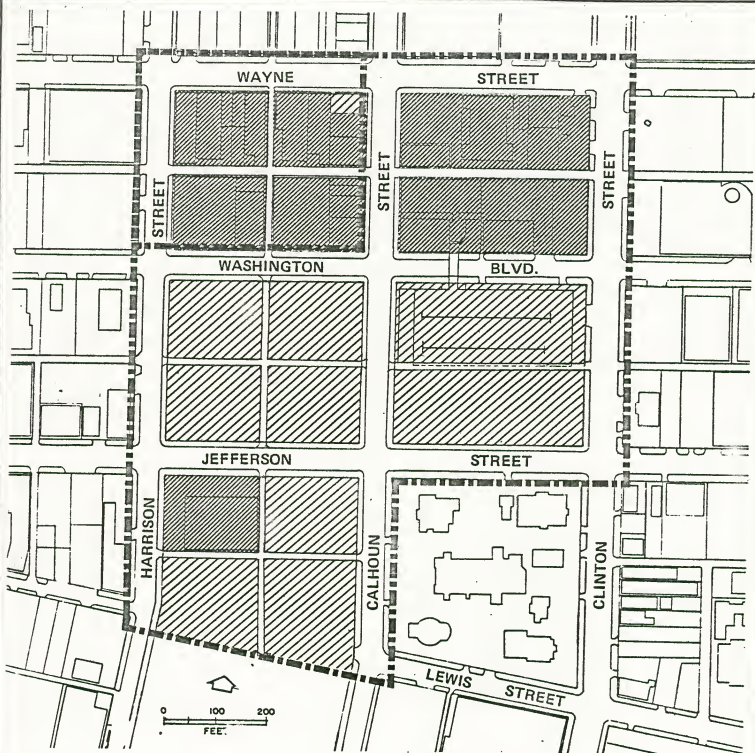 WAYNE STREET
STREET
STREET
STREET
WASHINGTON BLVD.
JEFFERSON STREET
HARRISON
CALHOUN
CLINTON
LEWIS STREET
0 100 200
FEET.